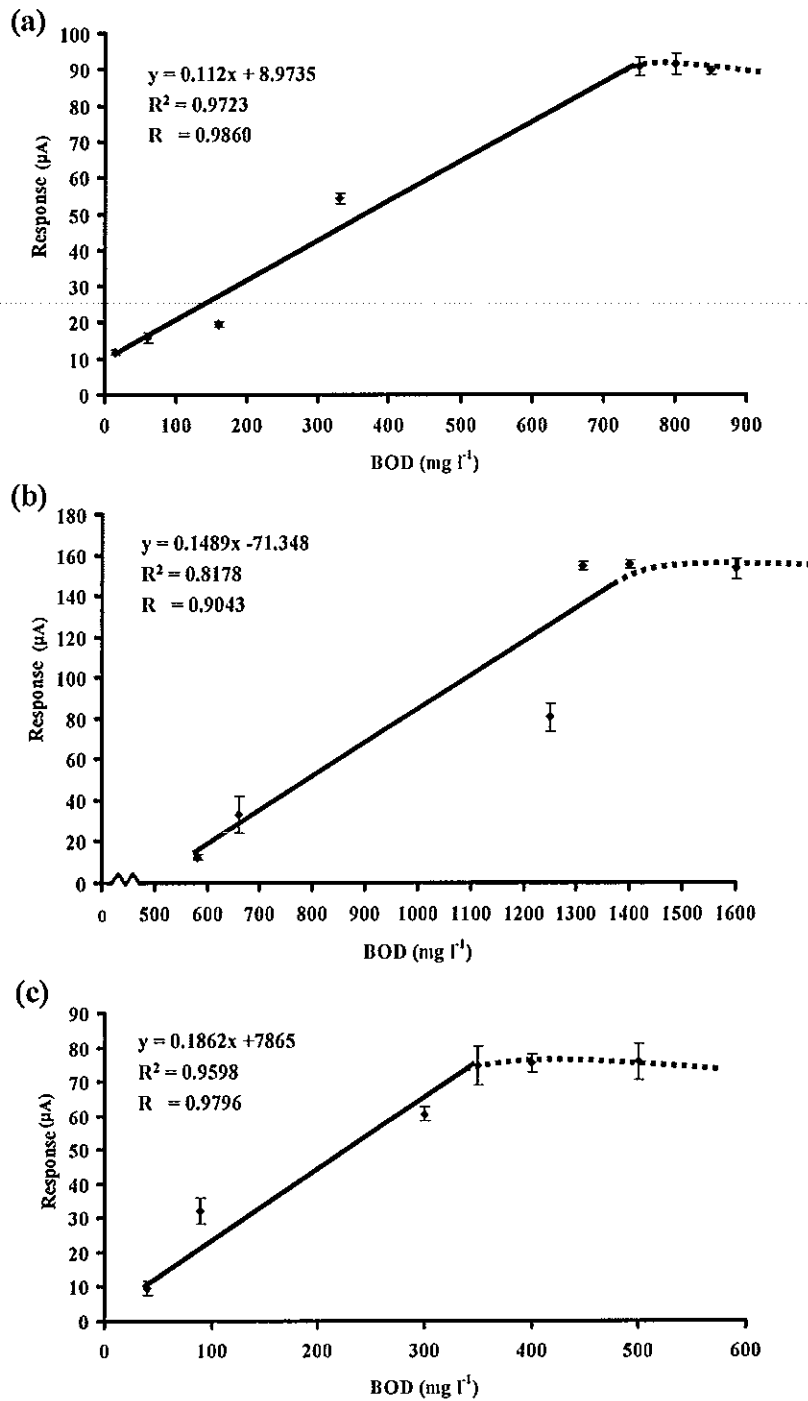 (a)
100
90
80
70
60
50
40
30
20
10
0
y = 0.112x + 8.9735
R² = 0.9723
R = 0.9860
Response (µA)
0 100 200 300 400 500 600 700 800 900
BOD (mg l⁻¹)
(b)
180
160
140
120
100
80
60
40
20
0
y = 0.1489x -71.348
R² = 0.8178
R = 0.9043
Response (µA)
0 500 600 700 800 900 1000 1100 1200 1300 1400 1500 1600
BOD (mg l⁻¹)
(c)
90
80
70
60
50
40
30
20
10
0
y = 0.1862x +7865
R² = 0.9598
R = 0.9796
Response (µA)
0 100 200 300 400 500 600
BOD (mg l⁻¹)